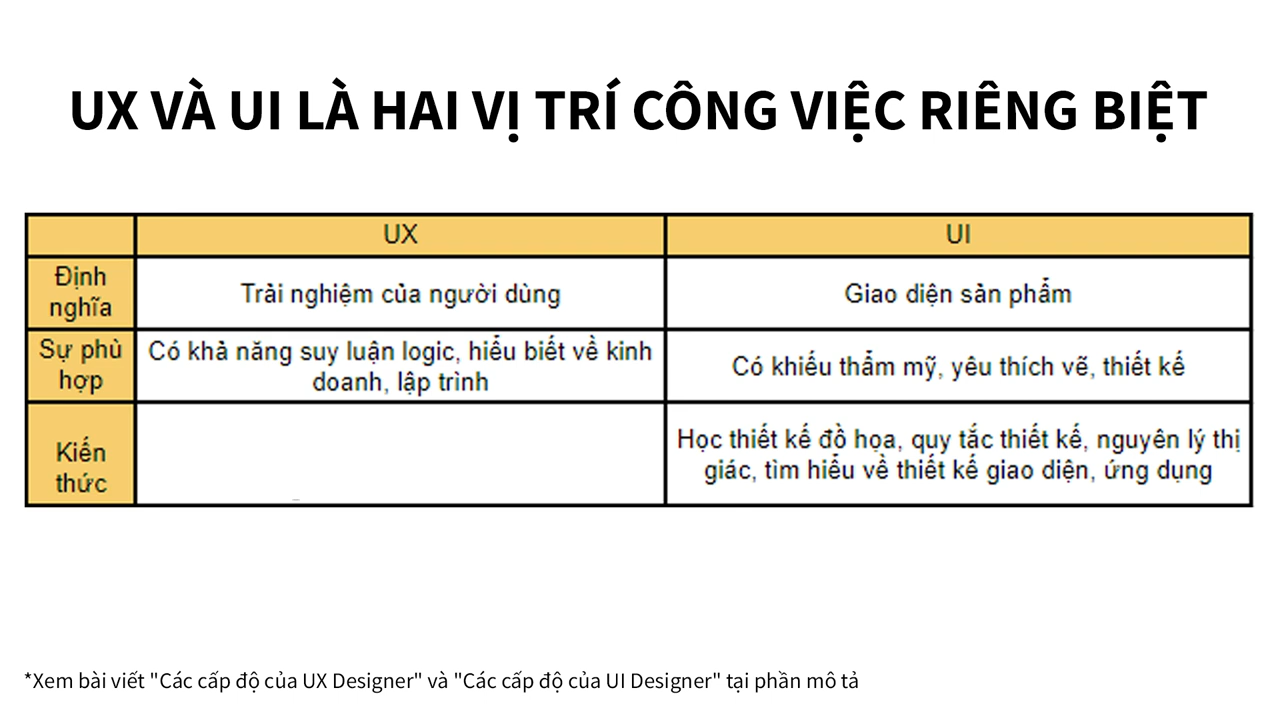 UX VÀ UI LÀ HAI VỊ TRÍ CÔNG VIỆC RIÊNG BIỆT
UX
UI
Định
nghĩa
Trải nghiệm của người dùng
Giao diện sản phẩm
Sự phù
hợp
Có khả năng suy luận logic, hiểu biết về kinh
doanh, lập trình
Có khiếu thẩm mỹ, yêu thích vẽ, thiết kế
Kiến
thức
Học thiết kế đồ họa, quy tắc thiết kế, nguyên lý thị
giác, tìm hiểu về thiết kế giao diện, ứng dụng
*Xem bài viết "Các cấp độ của UX Designer" và "Các cấp độ của UI Designer" tại phần mô tả